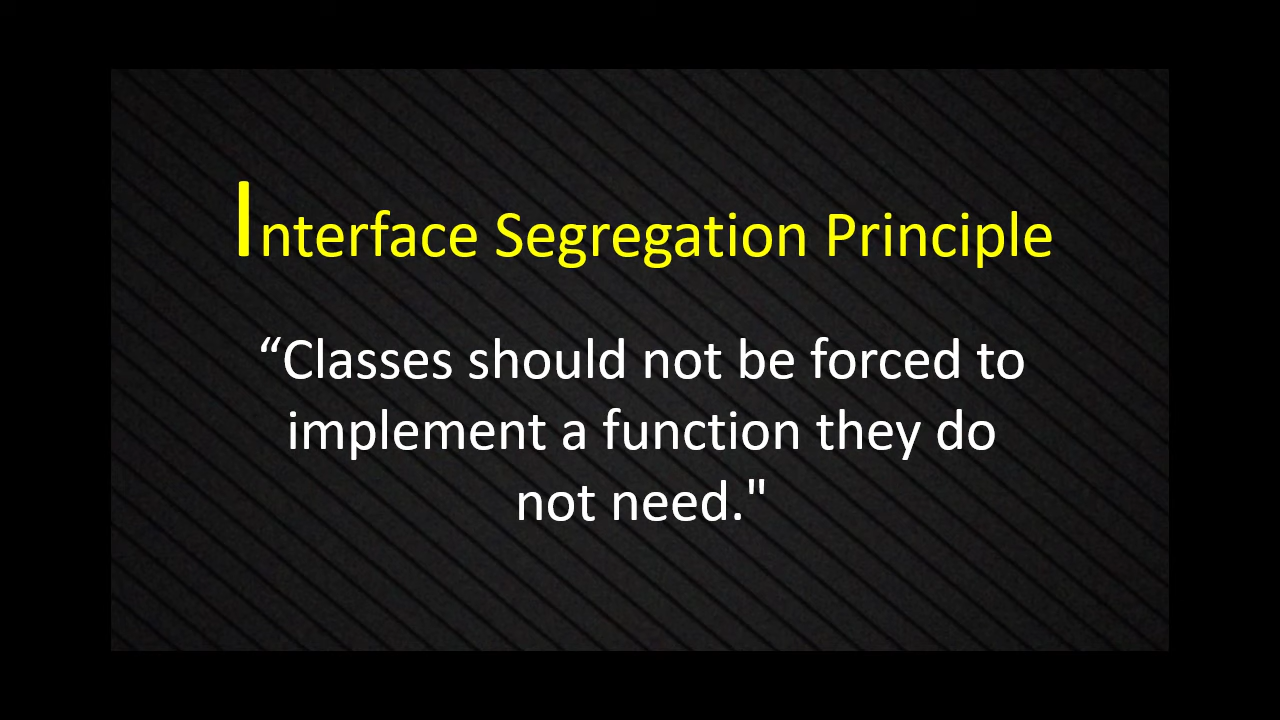 Interface Segregation Principle
“Classes should not be forced to
implement a function they do
not need."